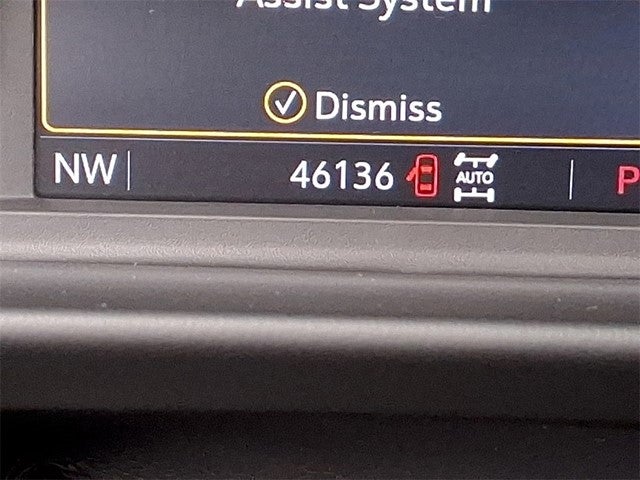 Assist System
Dismiss
NW 46136 AUTO P